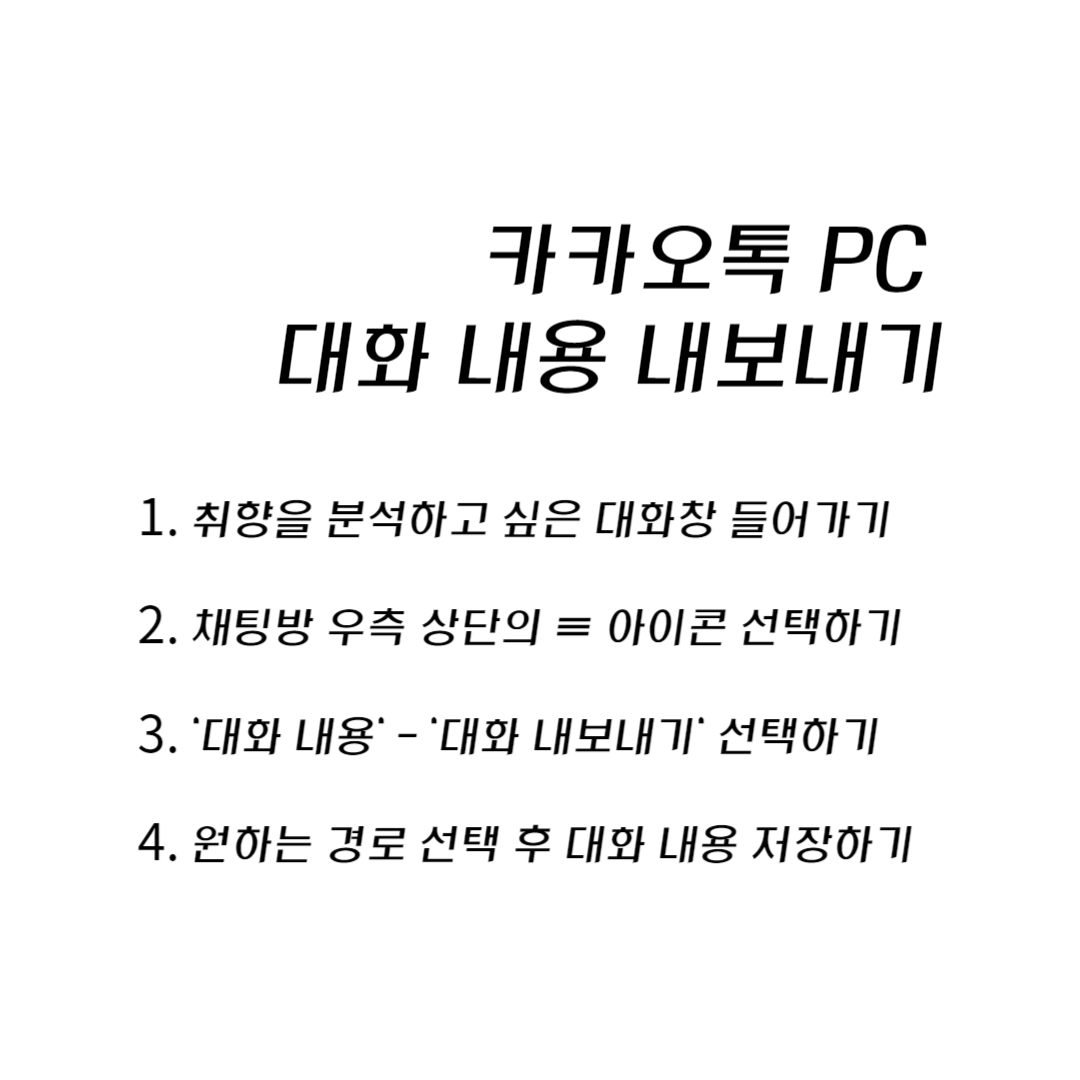 카카오톡 PC
대화 내용 내보내기
1. 취향을 분석하고 싶은 대화창 들어가기
2. 채팅방 우측 상단의 ≡ 아이콘 선택하기
3. '대화 내용' - '대화 내보내기' 선택하기
4. 원하는 경로 선택 후 대화 내용 저장하기